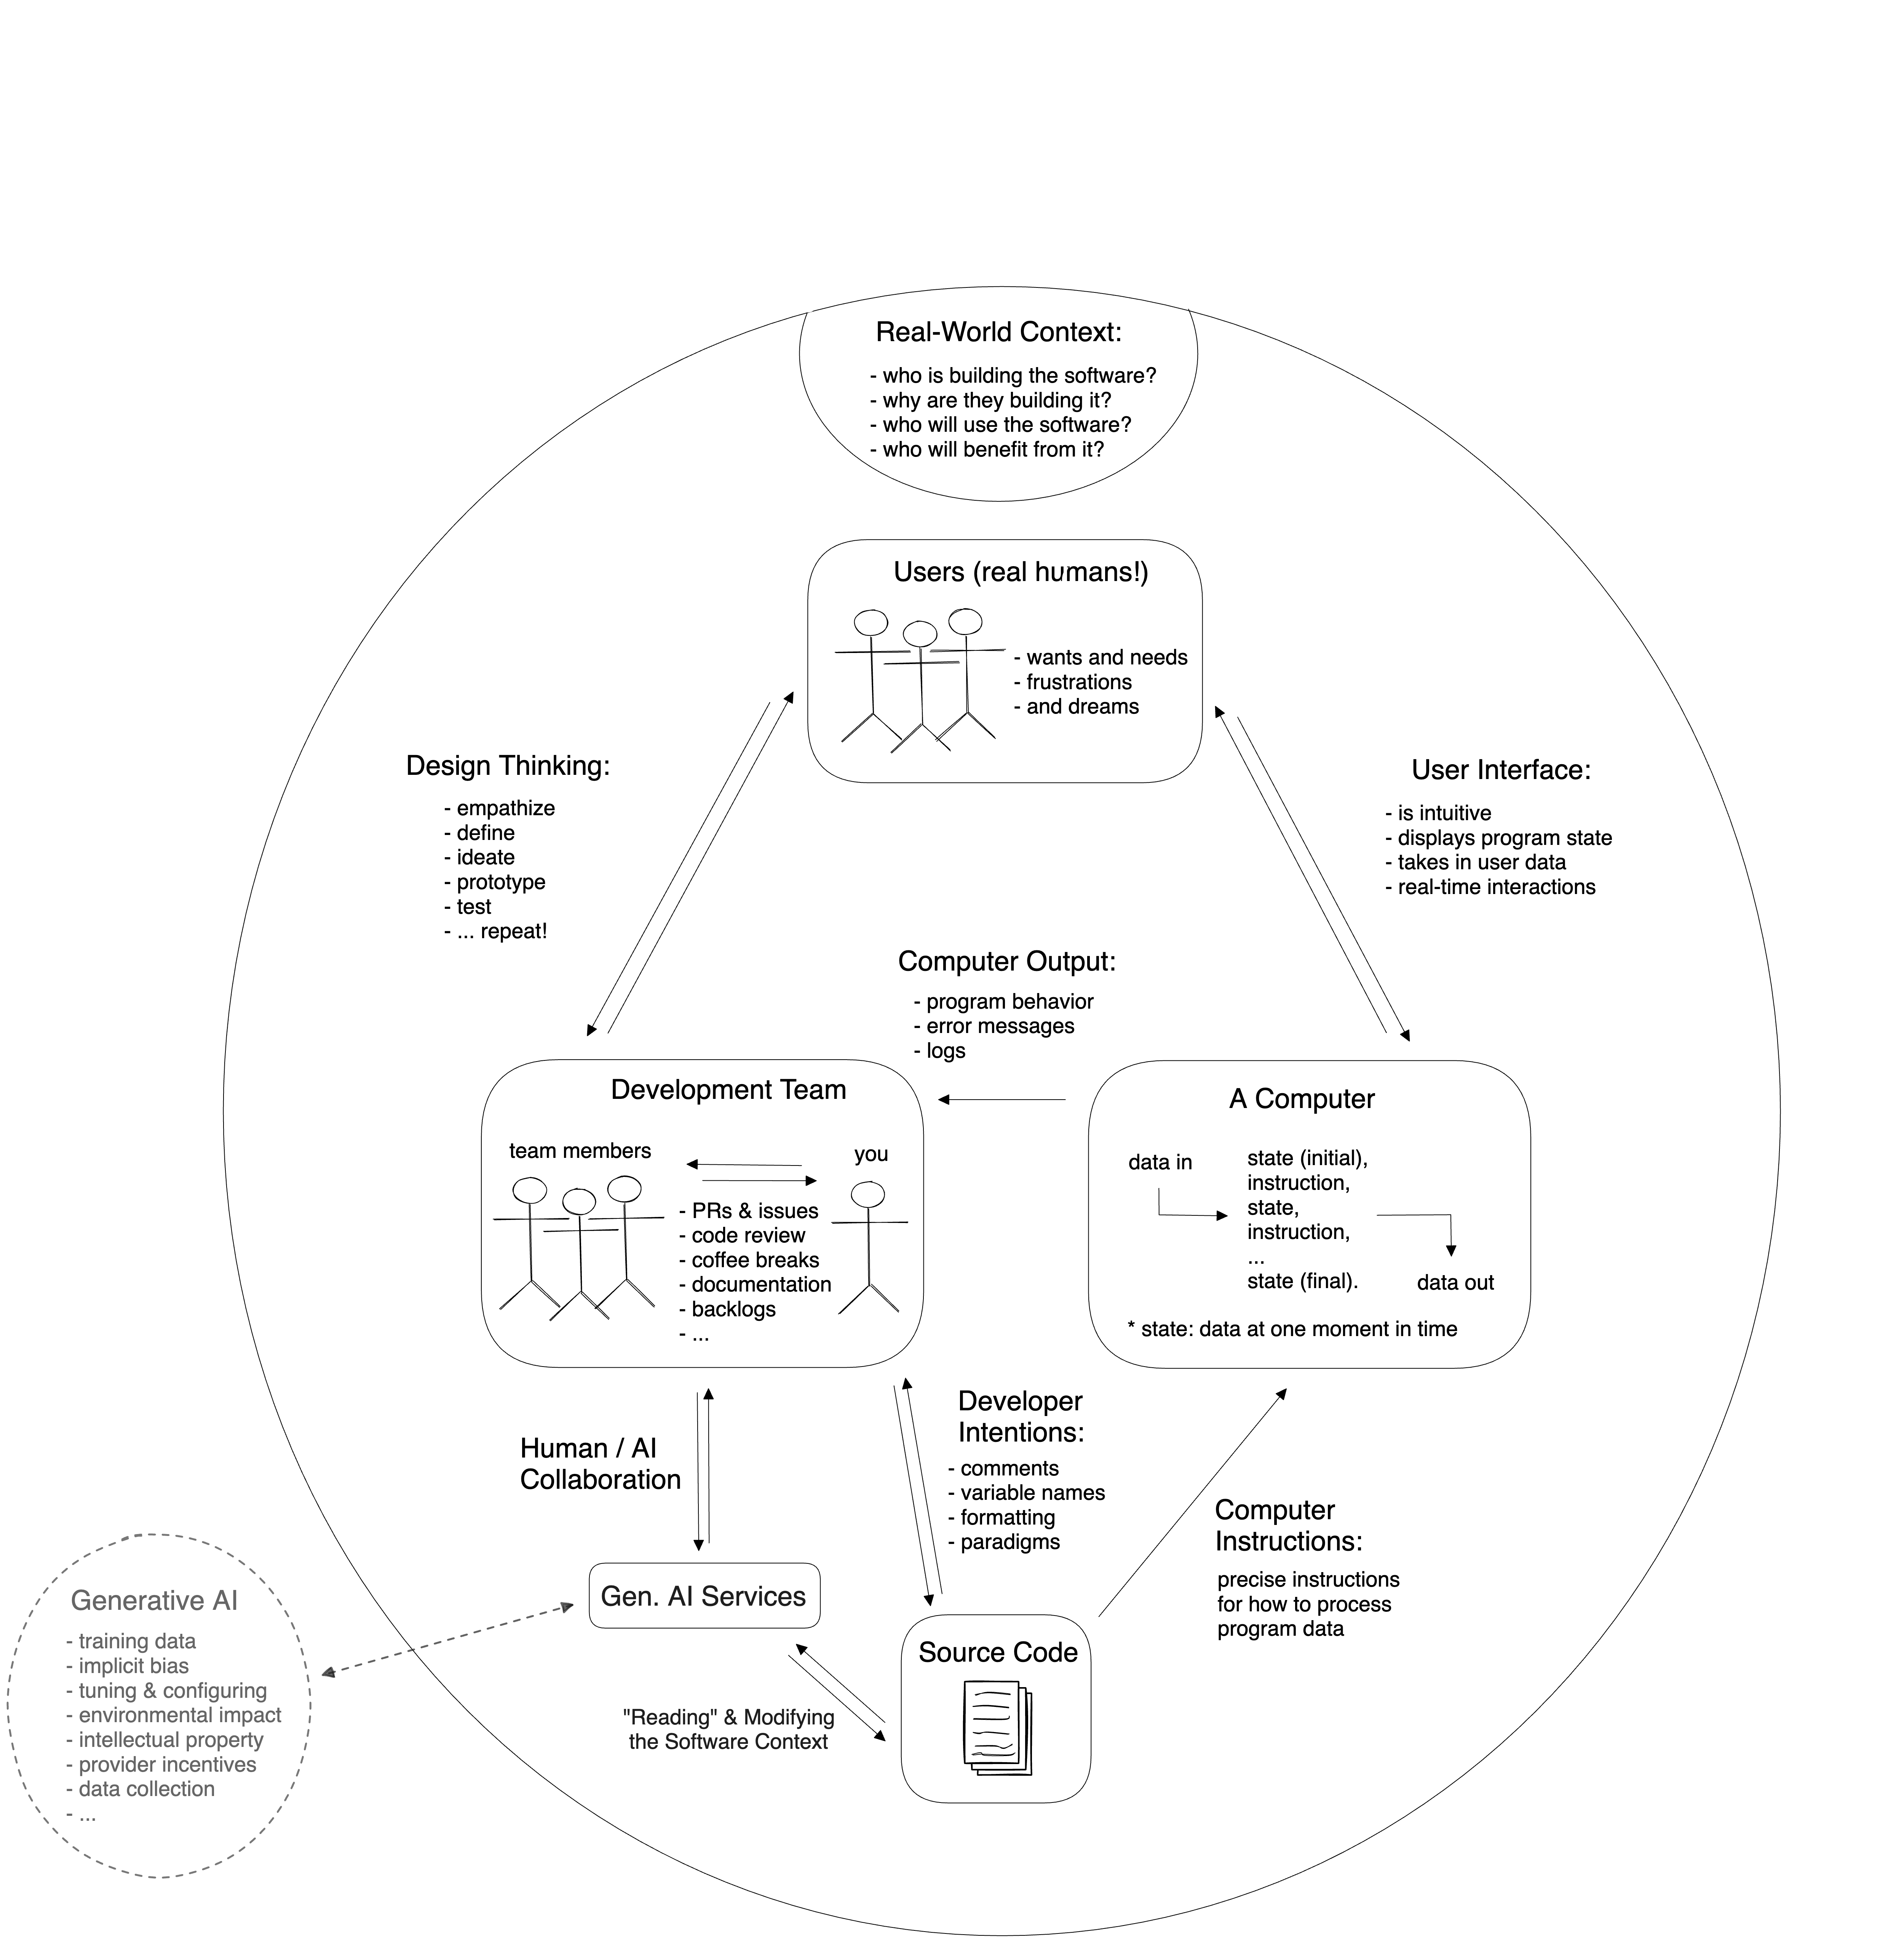 Real-World Context:
- who is building the software?
- why are they building it?
- who will use the software?
- who will benefit from it?
Users (real humans!)
- wants and needs
- frustrations
- and dreams
Design Thinking:
- empathize
- define
- ideate
- prototype
- test
- ... repeat!
User Interface:
- is intuitive
- displays program state
- takes in user data
- real-time interactions
Computer Output:
- program behavior
- error messages
- logs
Development Team
team members
you
- PRs & issues
- code review
- coffee breaks
- documentation
- backlogs
- ...
A Computer
data in
state (initial),
instruction,
state,
instruction,
...
state (final).
data out
* state: data at one moment in time
Human / AI
Collaboration
Developer
Intentions:
- comments
- variable names
- formatting
- paradigms
Computer
Instructions:
precise instructions
for how to process
program data
Gen. AI Services
Generative AI
- training data
- implicit bias
- tuning & configuring
- environmental impact
- intellectual property
- provider incentives
- data collection
- ...
"Reading" & Modifying
the Software Context
Source Code